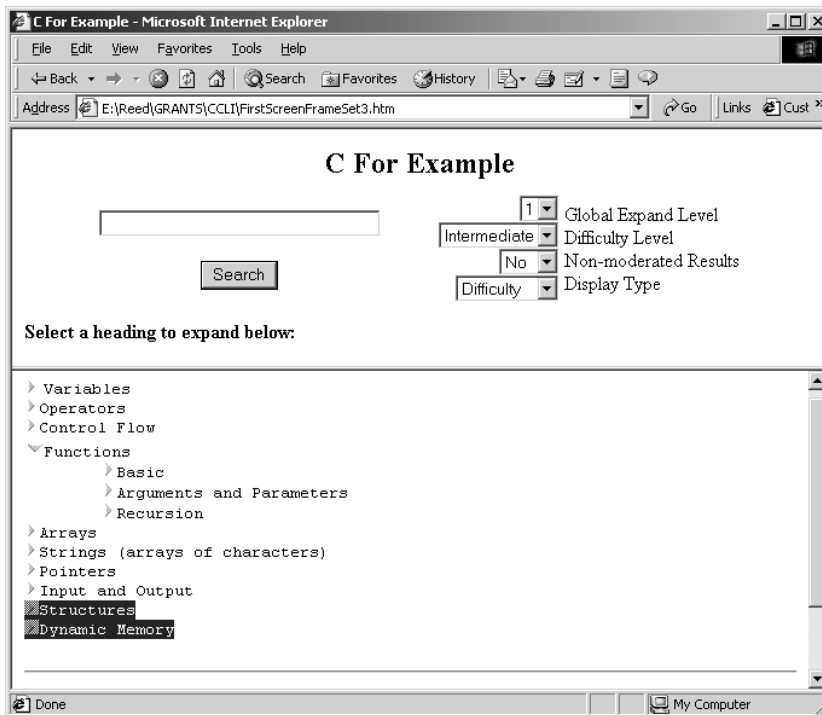 C For Example - Microsoft Internet Explorer
File Edit View Favorites Tools Help
Back Search Favorites History
Address E:\Reed\GRANTS\CCLI\FirstScreenFrameSet3.htm Go Links Cust
C For Example
1 Global Expand Level
Intermediate Difficulty Level
No Non-moderated Results
Difficulty Display Type
Search
Select a heading to expand below:
Variables
Operators
Control Flow
Functions
Basic
Arguments and Parameters
Recursion
Arrays
Strings (arrays of characters)
Pointers
Input and Output
Structures
Dynamic Memory
Done My Computer